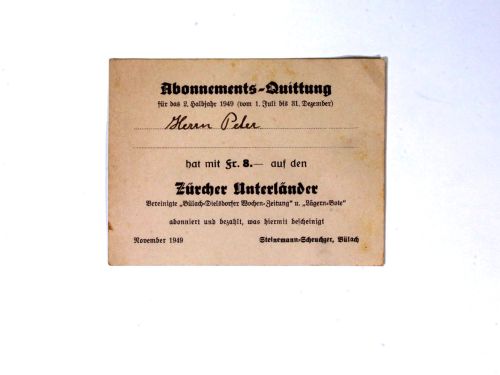 Abonnements-Quittung
für das 2. Halbjahr 1949 (vom 1. Juli bis 31. Dezember)
Herrn Peter
hat mit Fr. 8.— auf den
Zürcher Unterländer
Vereinigte „Bülach-Dielsdorfer Wochen-Zeitung" u. „Lägern-Bote"
abonniert und bezahlt, was hiermit bescheinigt
November 1949 Steinemann-Scheuchzer, Bülach